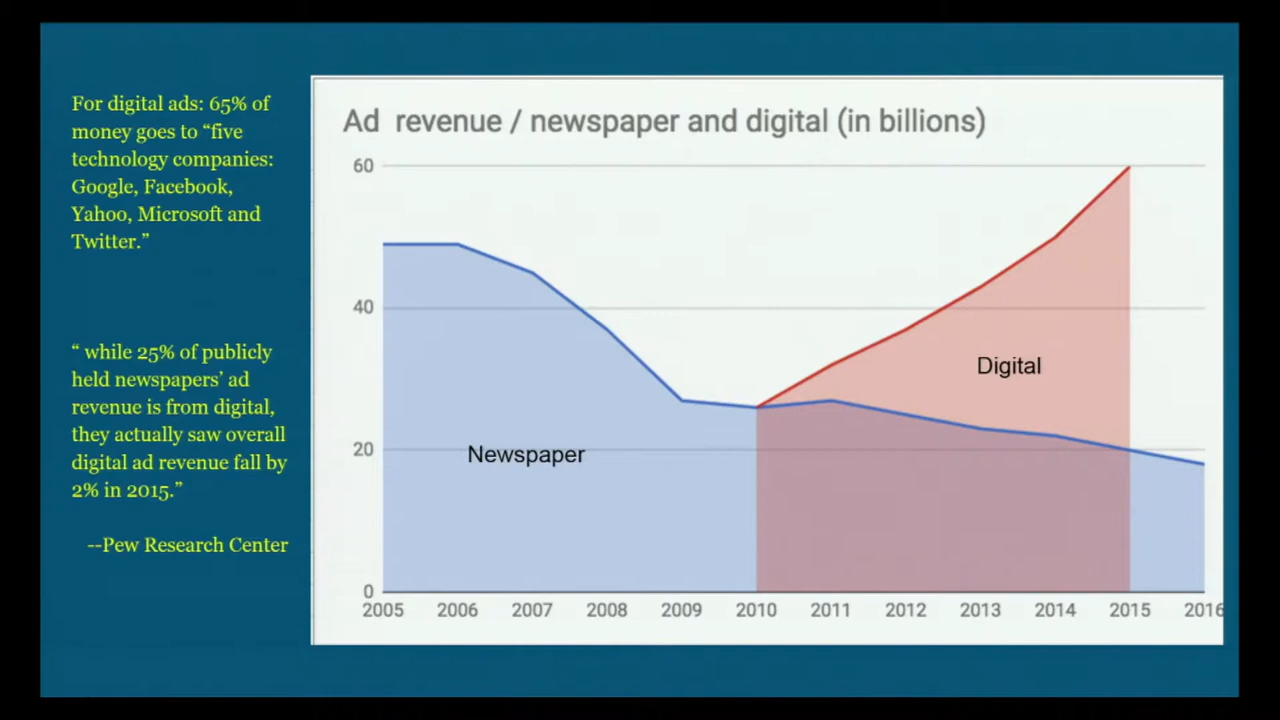 For digital ads: 65% of
money goes to “five
technology companies:
Google, Facebook,
Yahoo, Microsoft and
Twitter.”
“ while 25% of publicly
held newspapers’ ad
revenue is from digital,
they actually saw overall
digital ad revenue fall by
2% in 2015.”
--Pew Research Center
Ad revenue / newspaper and digital (in billions)
60
40
20
0
Newspaper
Digital
2005 2006 2007 2008 2009 2010 2011 2012 2013 2014 2015 2016